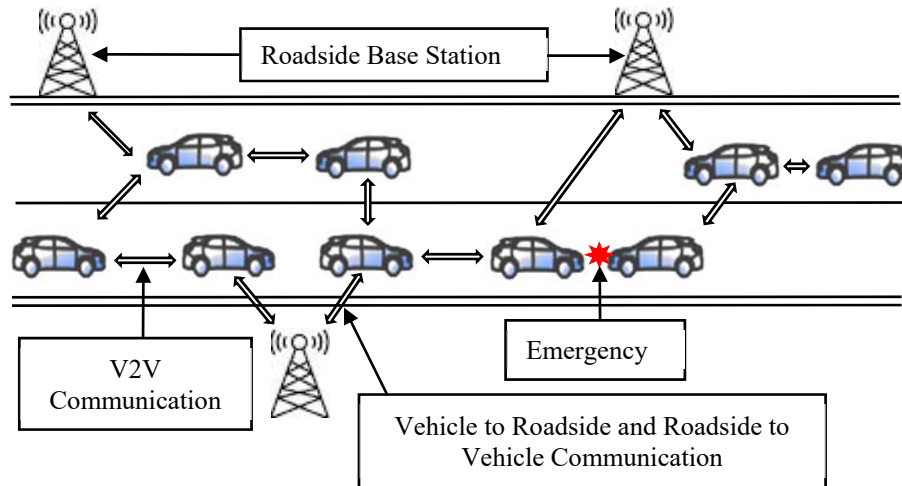 Roadside Base Station
V2V
Communication
Emergency
Vehicle to Roadside and Roadside to
Vehicle Communication